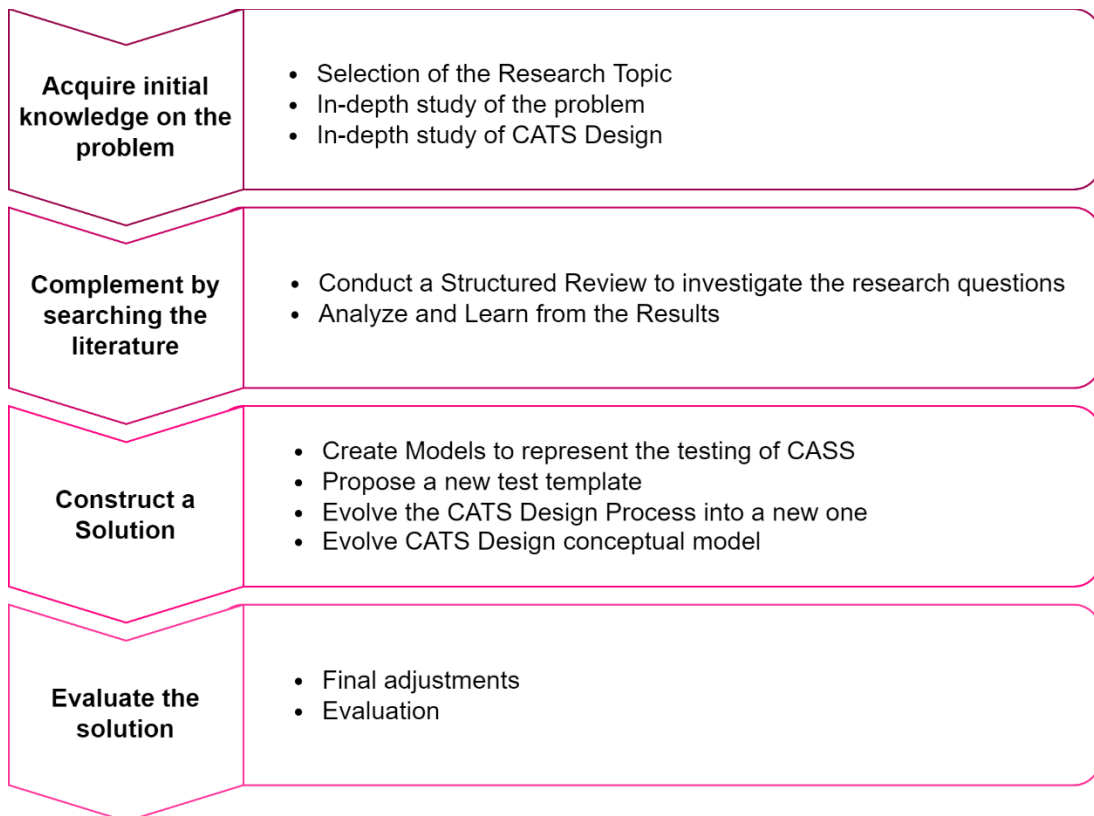 Acquire initial
knowledge on the
problem
• Selection of the Research Topic
• In-depth study of the problem
• In-depth study of CATS Design
Complement by
searching the
literature
• Conduct a Structured Review to investigate the research questions
• Analyze and Learn from the Results
Construct a
Solution
• Create Models to represent the testing of CASS
• Propose a new test template
• Evolve the CATS Design Process into a new one
• Evolve CATS Design conceptual model
Evaluate the
solution
• Final adjustments
• Evaluation